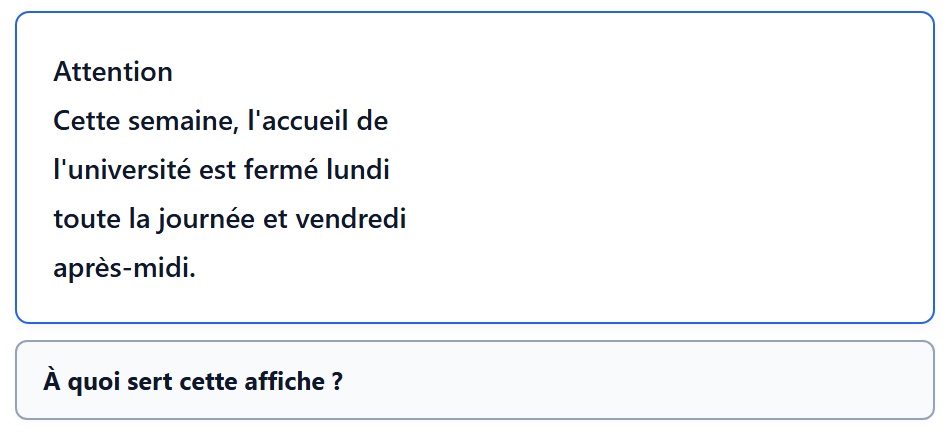 Attention
Cette semaine, l'accueil de
l'université est fermé lundi
toute la journée et vendredi
après-midi.
À quoi sert cette affiche ?